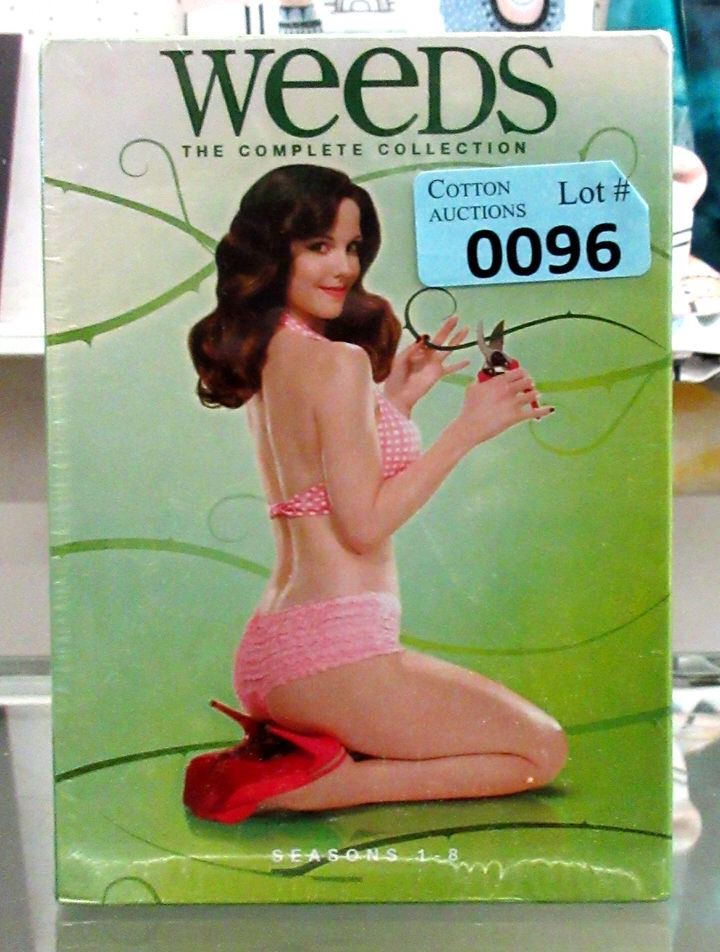 WeeDS
THE COMPLETE COLLECTION
COTTON
AUCTIONS
Lot #
0096
SEASONS 1-8